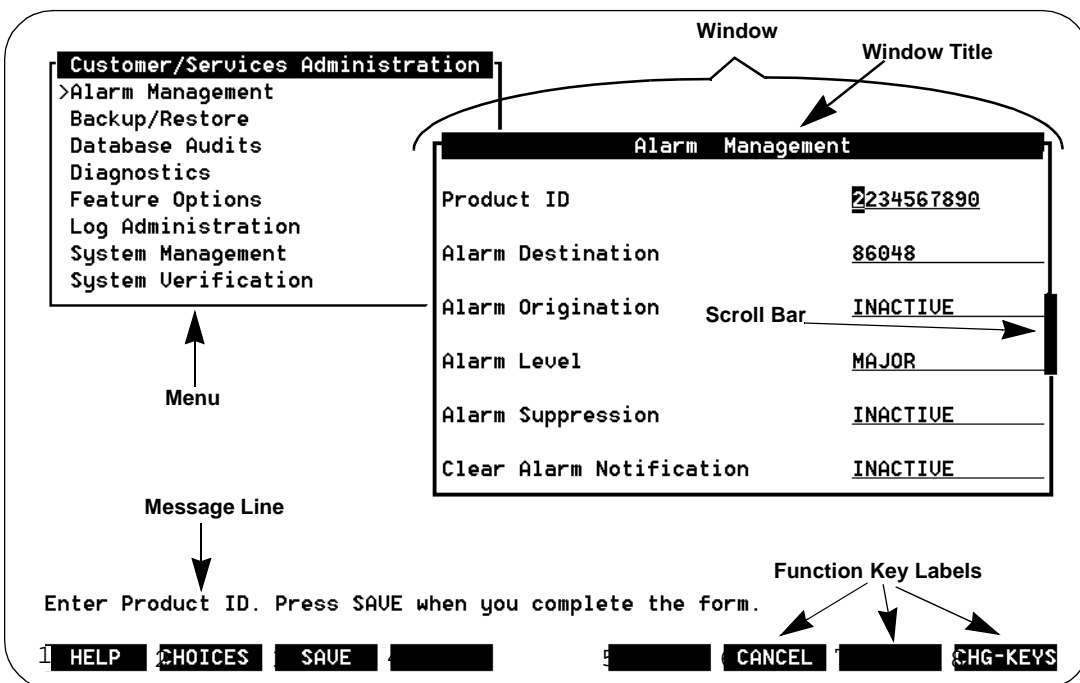 Window
Window Title
Customer/Services Administration
>Alarm Management
Backup/Restore
Database Audits
Diagnostics
Feature Options
Log Administration
System Management
System Verification
Menu
Alarm Management
Product ID 2234567890
Alarm Destination 86048
Alarm Origination INACTIVE
Scroll Bar
Alarm Level MAJOR
Alarm Suppression INACTIVE
Clear Alarm Notification INACTIVE
Message Line
Function Key Labels
Enter Product ID. Press SAVE when you complete the form.
1 HELP 2 CHOICES 3 SAVE 4 5 6 CANCEL 7 8 CHG-KEYS